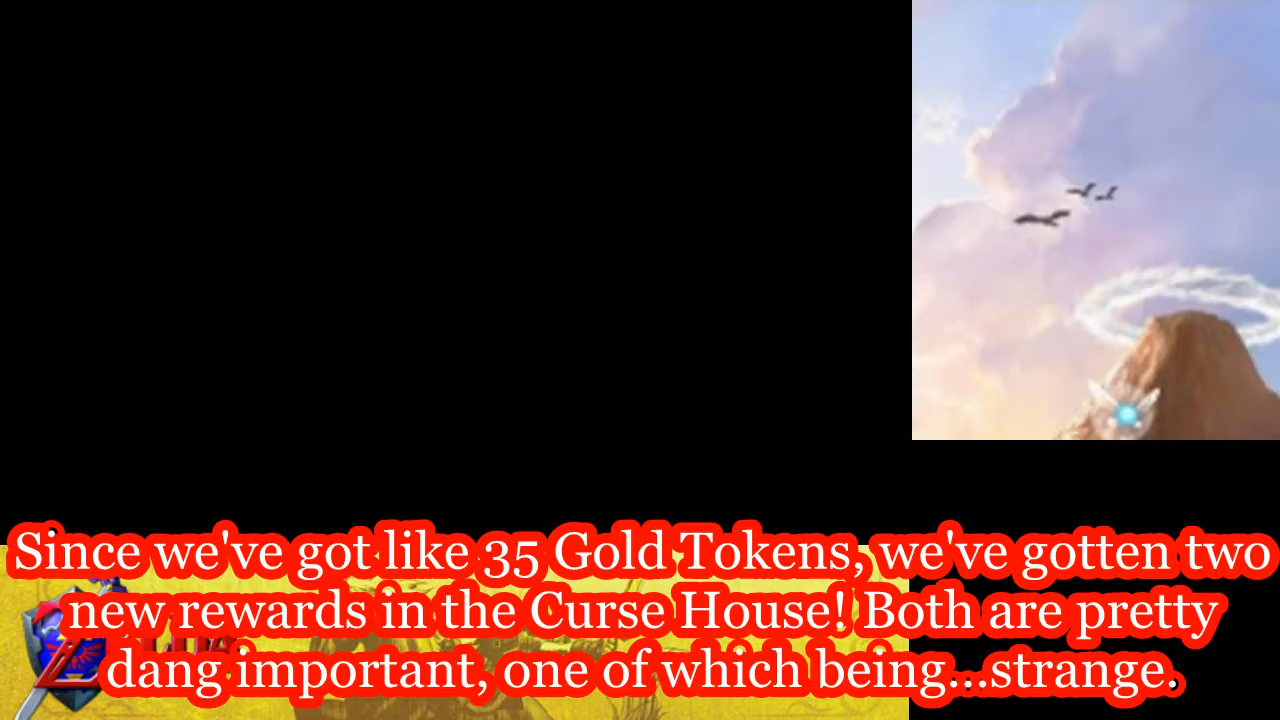 Since we've got like 35 Gold Tokens, we've gotten two
new rewards in the Curse House! Both are pretty
dang important, one of which being...strange.